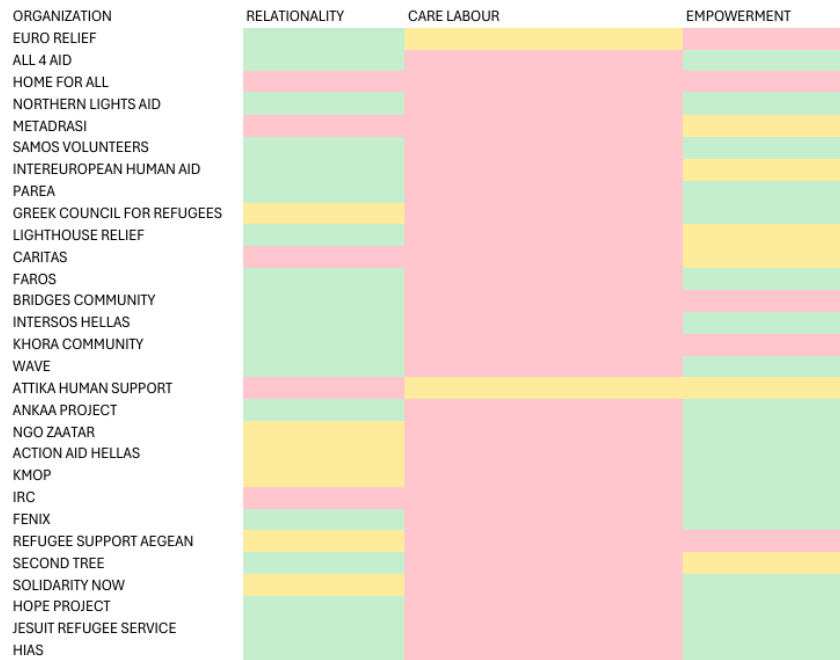 ORGANIZATION RELATIONALITY CARE LABOUR EMPOWERMENT
EURO RELIEF
ALL 4 AID
HOME FOR ALL
NORTHERN LIGHTS AID
METADRASI
SAMOS VOLUNTEERS
INTEREUROPEAN HUMAN AID
PAREA
GREEK COUNCIL FOR REFUGEES
LIGHTHOUSE RELIEF
CARITAS
FAROS
BRIDGES COMMUNITY
INTERSOS HELLAS
KHORA COMMUNITY
WAVE
ATTIKA HUMAN SUPPORT
ANKAA PROJECT
NGO ZAATAR
ACTION AID HELLAS
KMOP
IRC
FENIX
REFUGEE SUPPORT AEGEAN
SECOND TREE
SOLIDARITY NOW
HOPE PROJECT
JESUIT REFUGEE SERVICE
HIAS